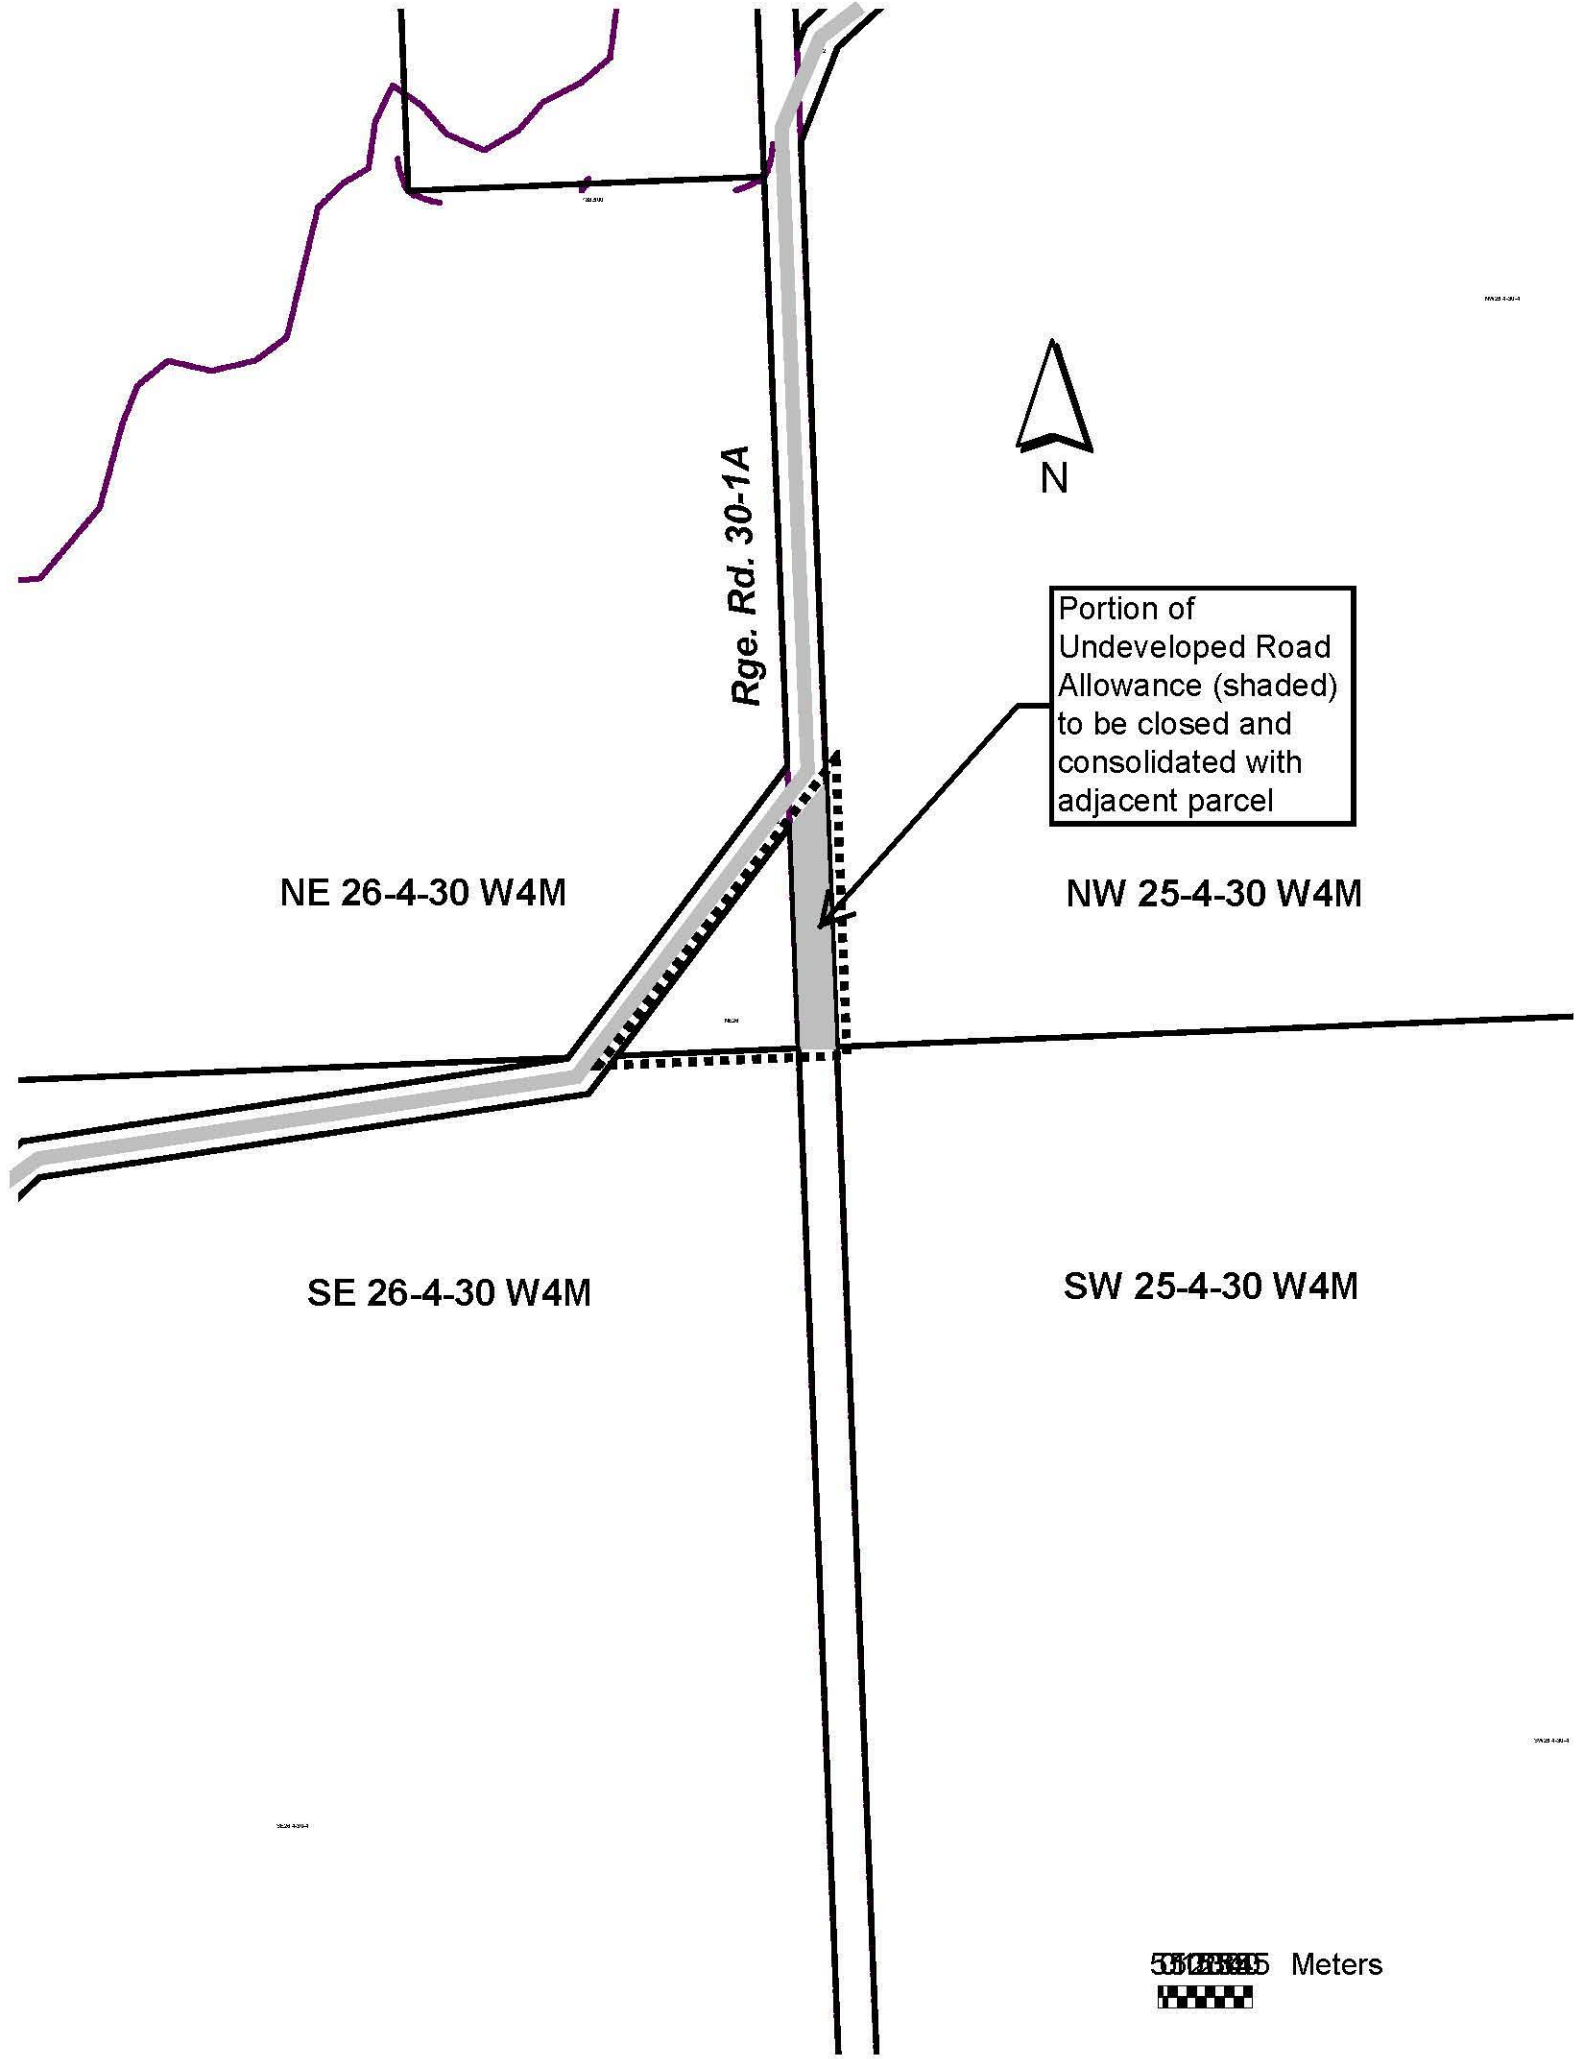 N
Rge. Rd. 30-1A
Portion of
Undeveloped Road
Allowance (shaded)
to be closed and
consolidated with
adjacent parcel
NE 26-4-30 W4M
NW 25-4-30 W4M
SE 26-4-30 W4M
SW 25-4-30 W4M
Meters